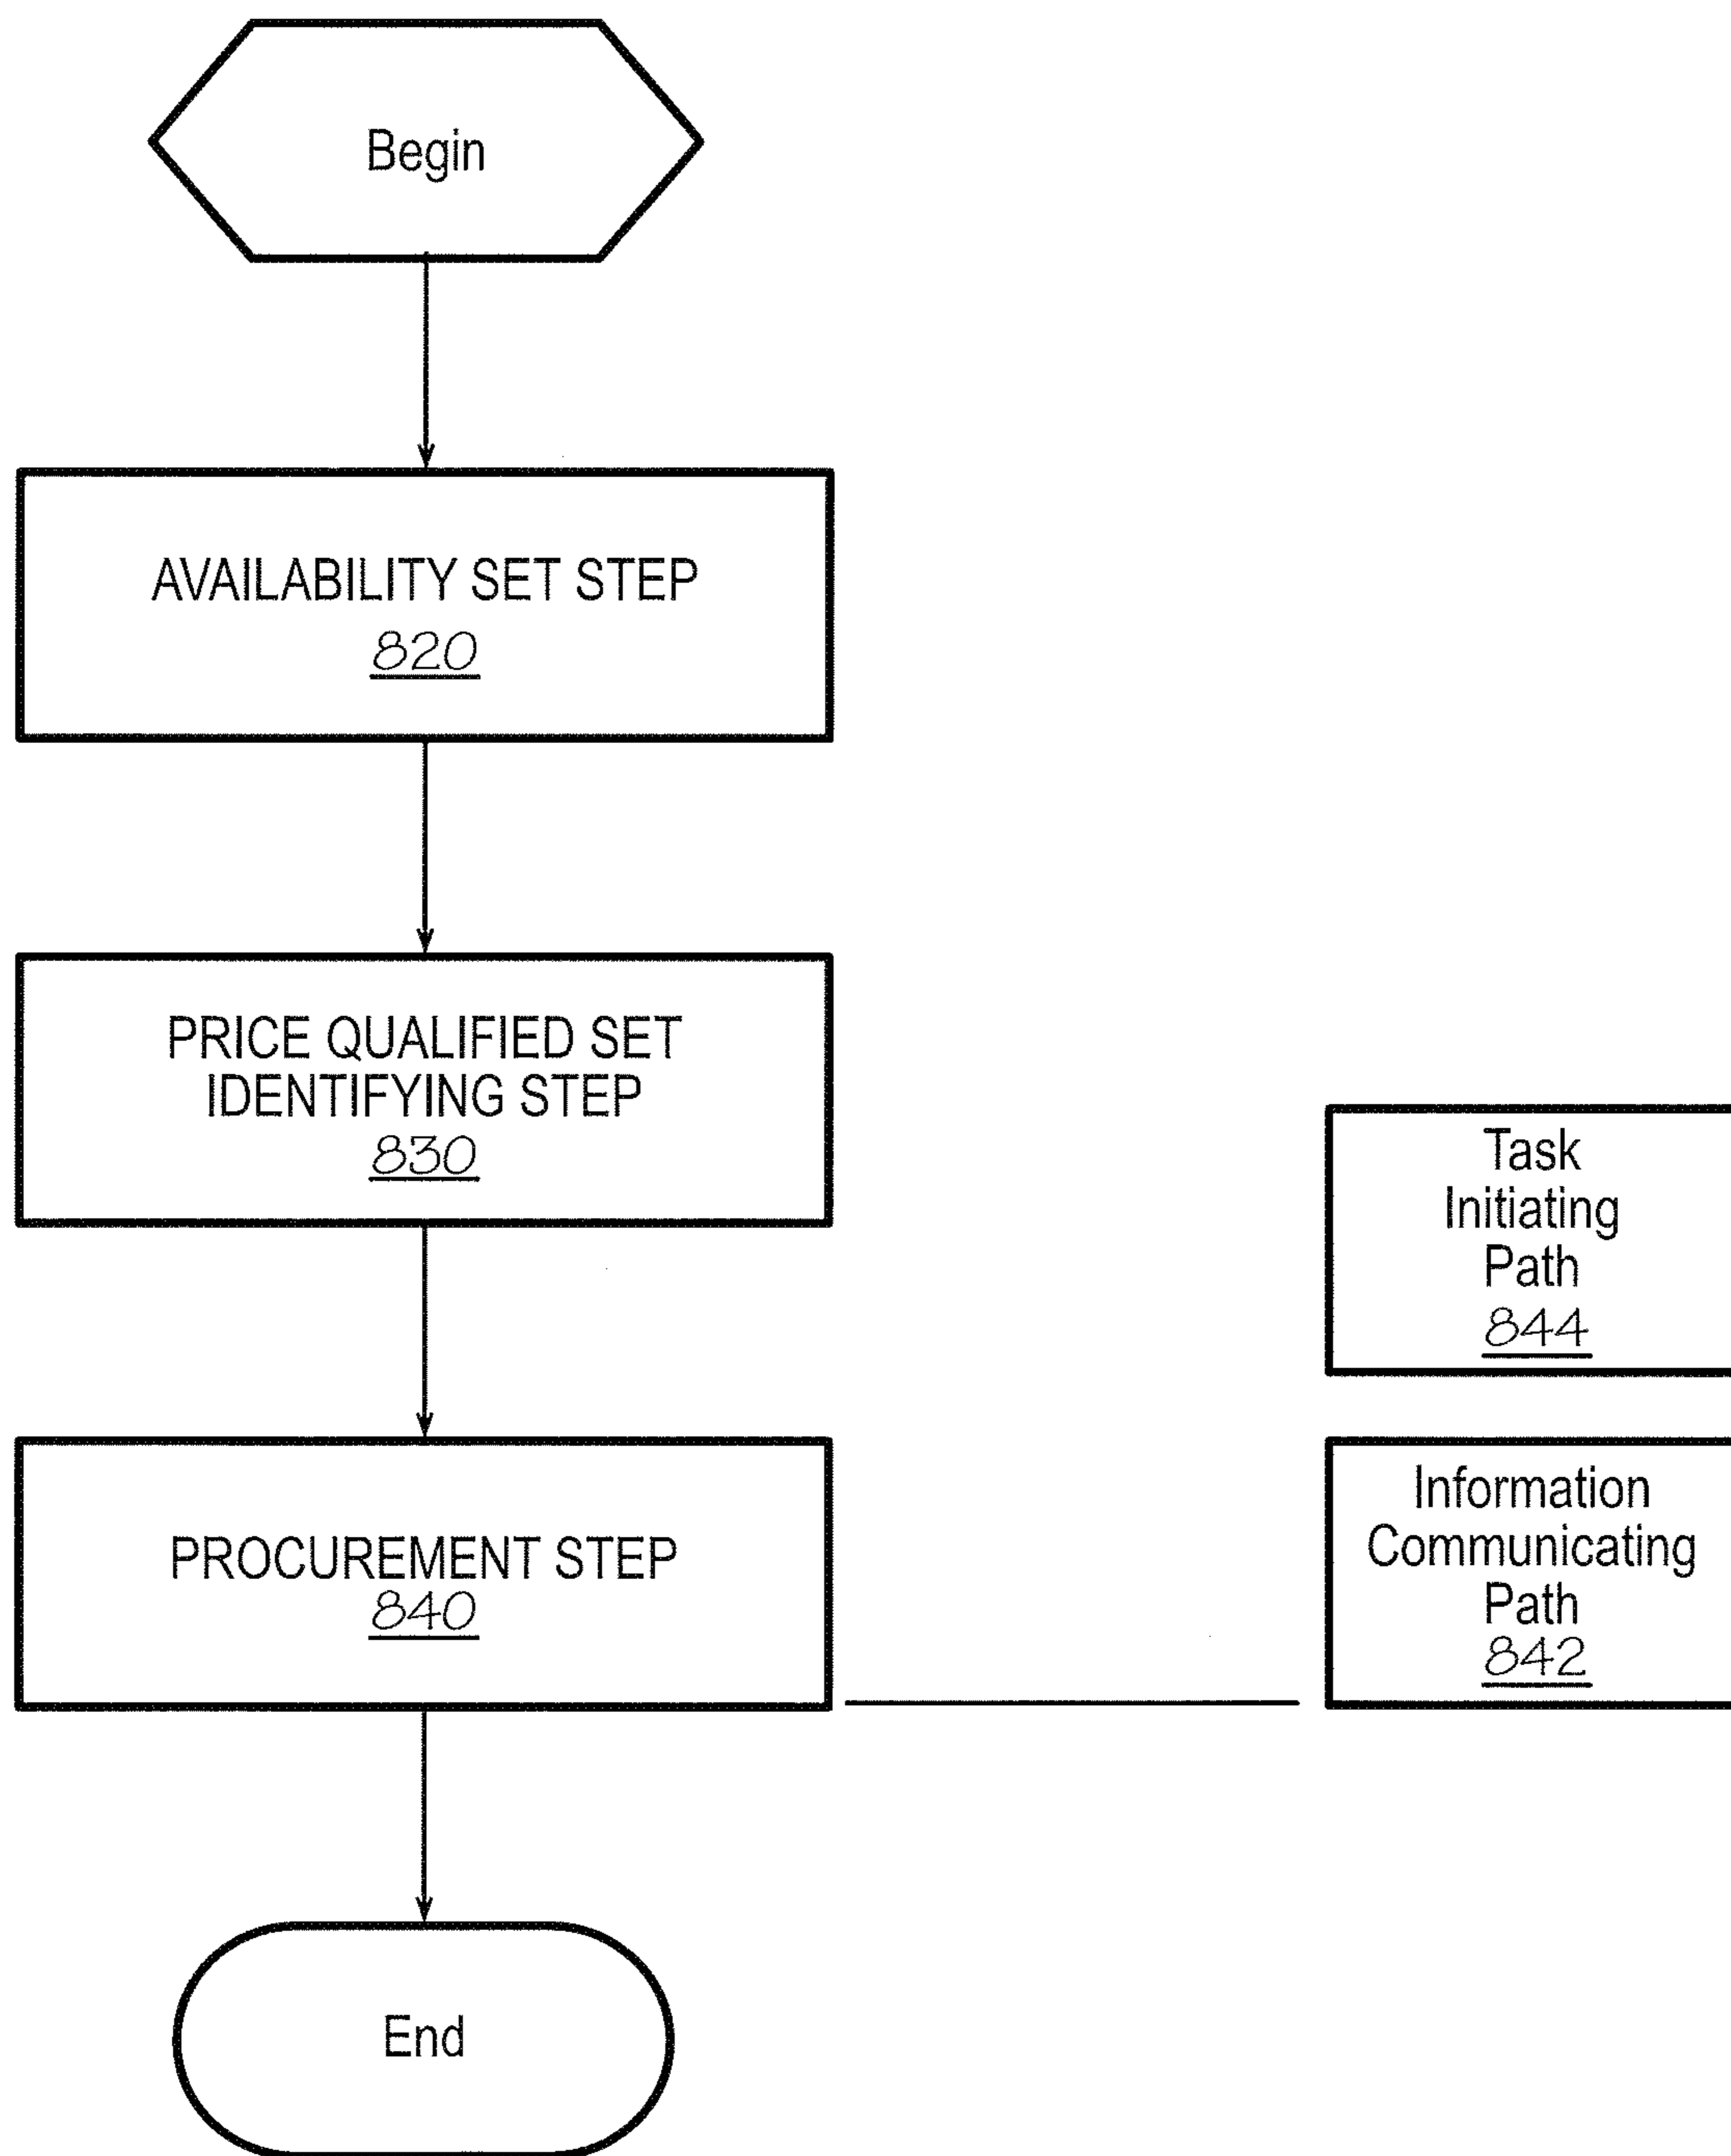 Begin
AVAILABILITY SET STEP
820
PRICE QUALIFIED SET
IDENTIFYING STEP
830
Task
Initiating
Path
844
PROCUREMENT STEP
840
Information
Communicating
Path
842
End